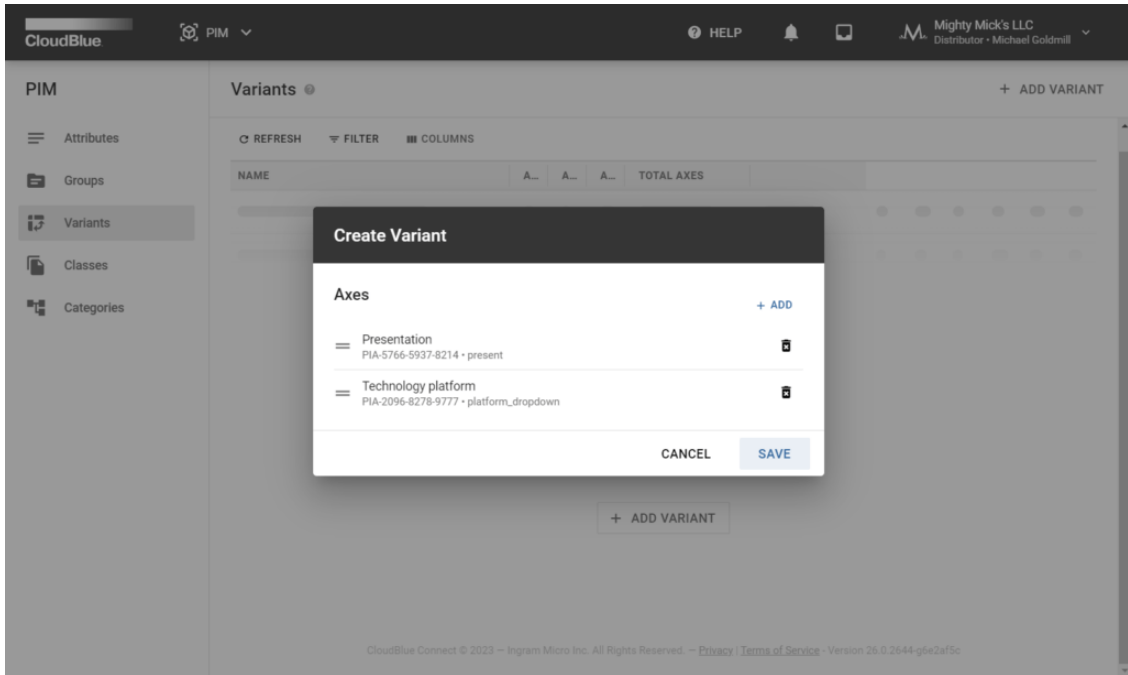 CloudBlue
PIM
HELP
Mighty Mick's LLC
Distributor • Michael Goldmill
PIM
Attributes
Groups
Variants
Classes
Categories
Variants
+ ADD VARIANT
REFRESH FILTER COLUMNS
NAME A... A... A... TOTAL AXES
Create Variant
Axes
+ ADD
Presentation
PIA-5766-5937-8214 • present
Technology platform
PIA-2096-8278-9777 • platform_dropdown
CANCEL SAVE
+ ADD VARIANT
CloudBlue Connect © 2023 — Ingram Micro Inc. All Rights Reserved. — Privacy | Terms of Service - Version 26.0.2644-g6e2af5c